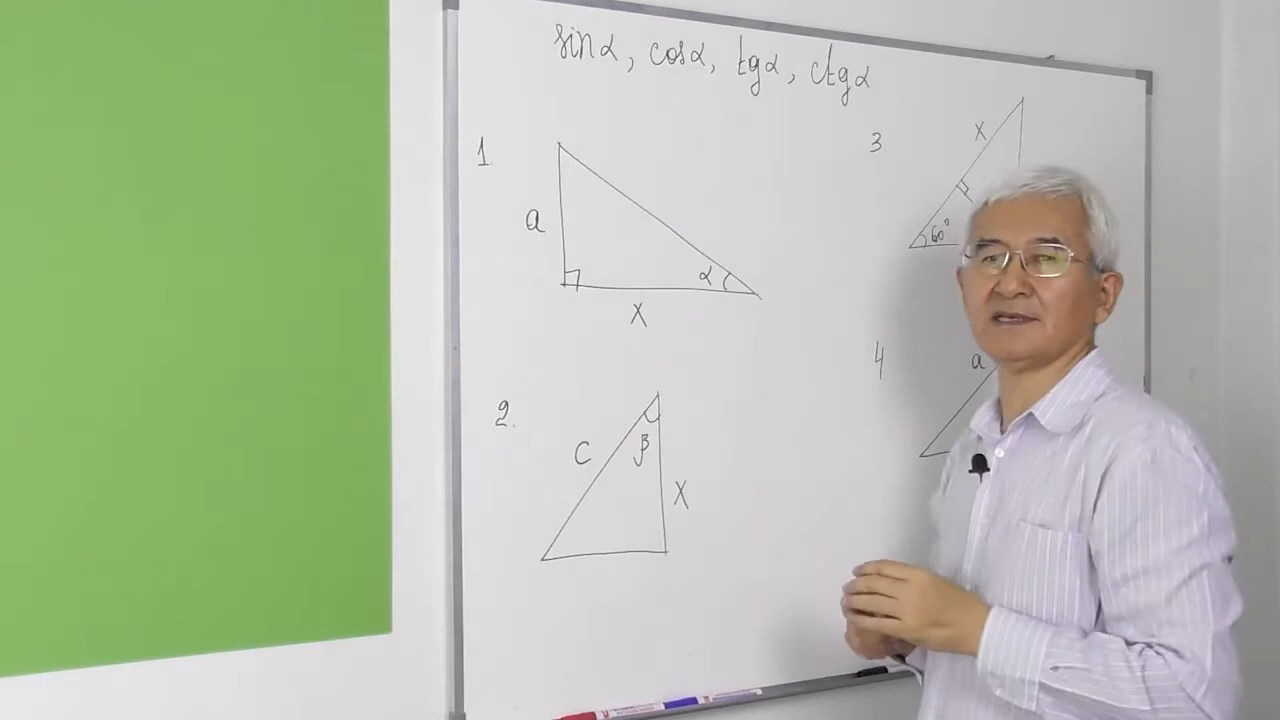 sinα, cosα, tgα, ctgα
1
a
α
x
2.
c
β
x
3
x
60°
4
a